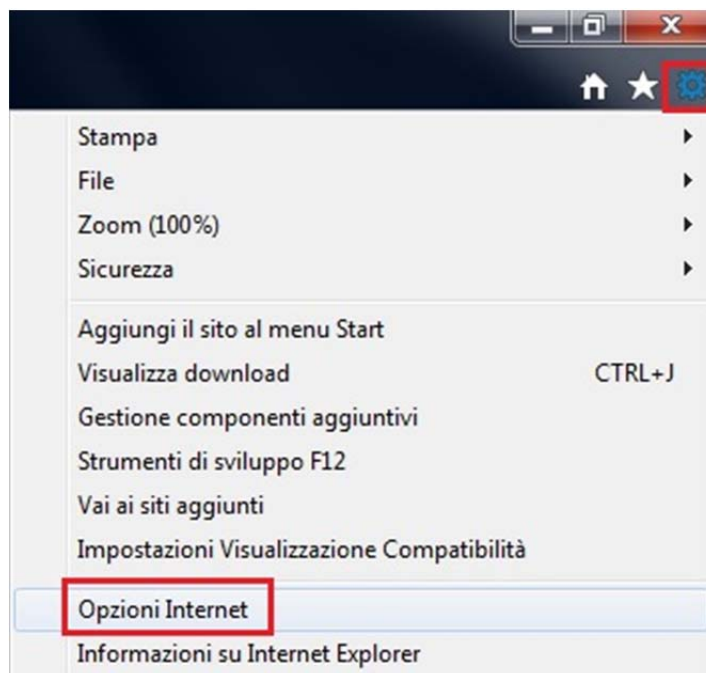 Stampa
File
Zoom (100%)
Sicurezza
Aggiungi il sito al menu Start
Visualizza download CTRL+J
Gestione componenti aggiuntivi
Strumenti di sviluppo F12
Vai ai siti aggiunti
Impostazioni Visualizzazione Compatibilità
Opzioni Internet
Informazioni su Internet Explorer